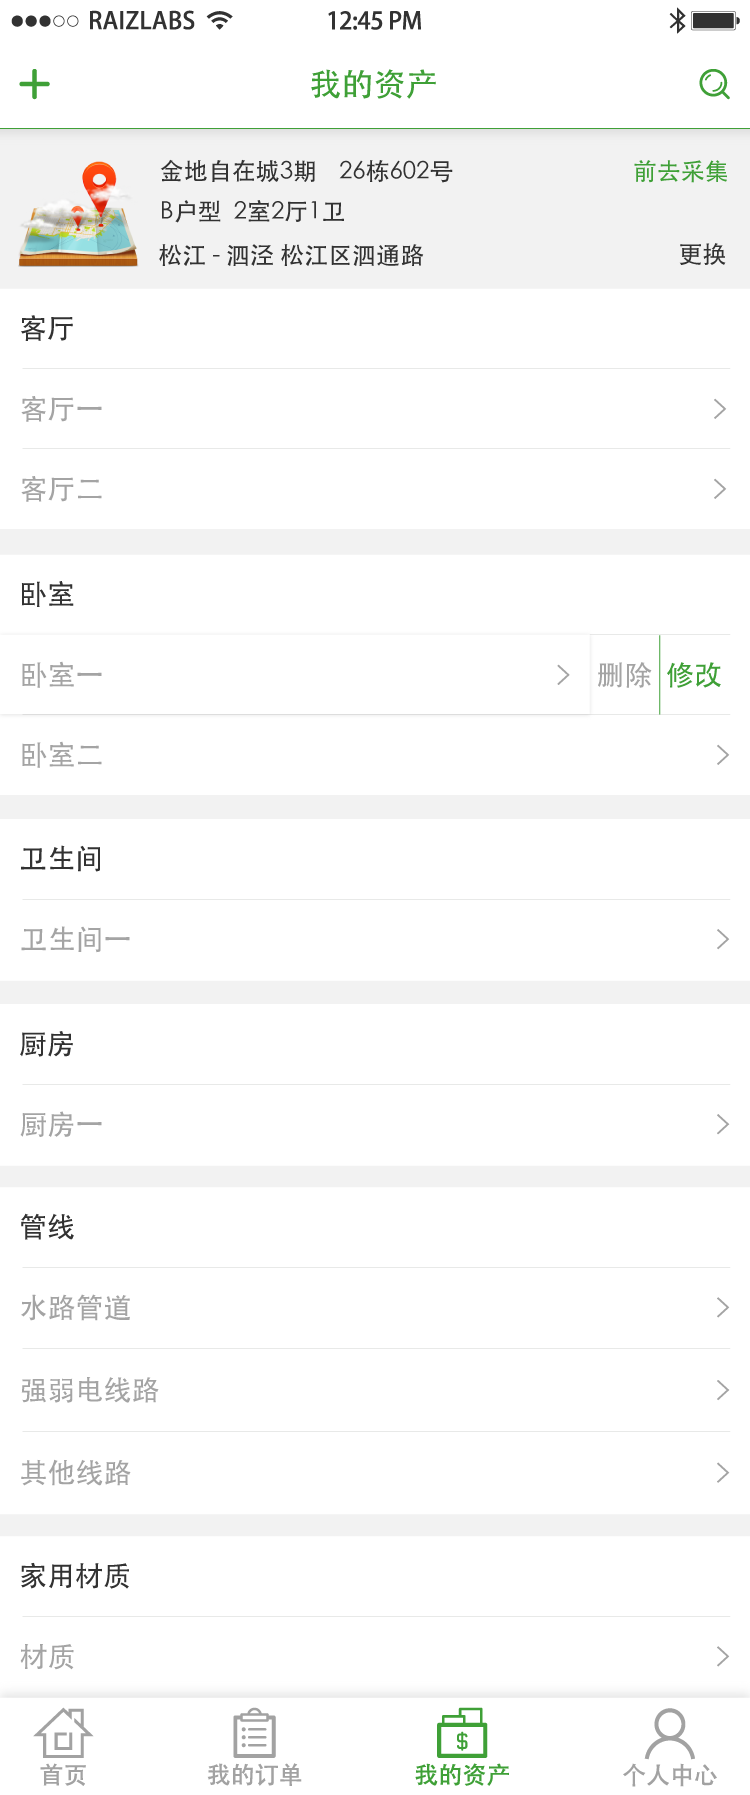 RAIZLABS 12:45 PM
我的资产
金地自在城3期 26栋602号 前去采集
B户型 2室2厅1卫
松江 - 泗泾 松江区泗通路 更换
客厅
客厅一
客厅二
卧室
卧室一 删除 修改
卧室二
卫生间
卫生间一
厨房
厨房一
管线
水路管道
强弱电线路
其他线路
家用材质
材质
$
首页 我的订单 我的资产 个人中心